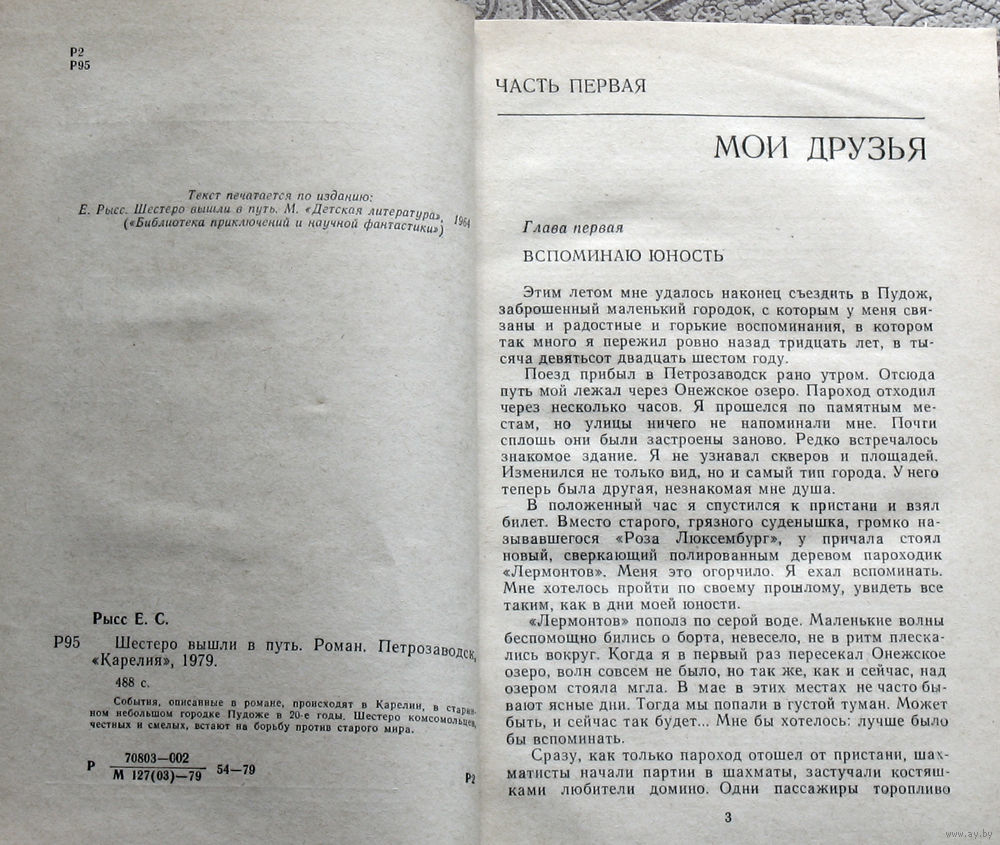 Р2
Р95
Текст печатается по изданию:
Е. Рысс. Шестеро вышли в путь. М. «Детская литература», 1964
(«Библиотека приключений и научной фантастики»)
Рысс Е. С.
Р95 Шестеро вышли в путь. Роман. Петрозаводск,
«Карелия», 1979.
488 с.
События, описанные в романе, происходят в Карелии, в старин-
ном небольшом городке Пудоже в 20-е годы. Шестеро комсомольцев,
честных и смелых, встают на борьбу против старого мира.
Р 70803—002
М 127(03)—79 54—79
Р2
ЧАСТЬ ПЕРВАЯ
МОИ ДРУЗЬЯ
Глава первая
ВСПОМИНАЮ ЮНОСТЬ
Этим летом мне удалось наконец съездить в Пудож,
заброшенный маленький городок, с которым у меня свя-
заны и радостные и горькие воспоминания, в котором
так много я пережил ровно назад тридцать лет, в ты-
сяча девятьсот двадцать шестом году.
Поезд прибыл в Петрозаводск рано утром. Отсюда
путь мой лежал через Онежское озеро. Пароход отходил
через несколько часов. Я прошелся по памятным ме-
стам, но улицы ничего не напоминали мне. Почти
сплошь они были застроены заново. Редко встречалось
знакомое здание. Я не узнавал скверов и площадей.
Изменился не только вид, но и самый тип города. У него
теперь была другая, незнакомая мне душа.
В положенный час я спустился к пристани и взял
билет. Вместо старого, грязного суденышка, громко на-
зывавшегося «Роза Люксембург», у причала стоял
новый, сверкающий полированным деревом пароходик
«Лермонтов». Меня это огорчило. Я ехал вспоминать.
Мне хотелось пройти по своему прошлому, увидеть все
таким, как в дни моей юности.
«Лермонтов» пополз по серой воде. Маленькие волны
беспомощно бились о борта, невесело, не в ритм плеска-
лись вокруг. Когда я в первый раз пересекал Онежское
озеро, волн совсем не было, но так же, как и сейчас, над
озером стояла мгла. В мае в этих местах не часто бы-
вают ясные дни. Тогда мы попали в густой туман. Может
быть, и сейчас так будет... Мне бы хотелось: лучше было
бы вспоминать.
Сразу, как только пароход отошел от пристани, шах-
матисты начали партии в шахматы, застучали костяш-
ками любители домино. Одни пассажиры торопливо
3
www.ay.by